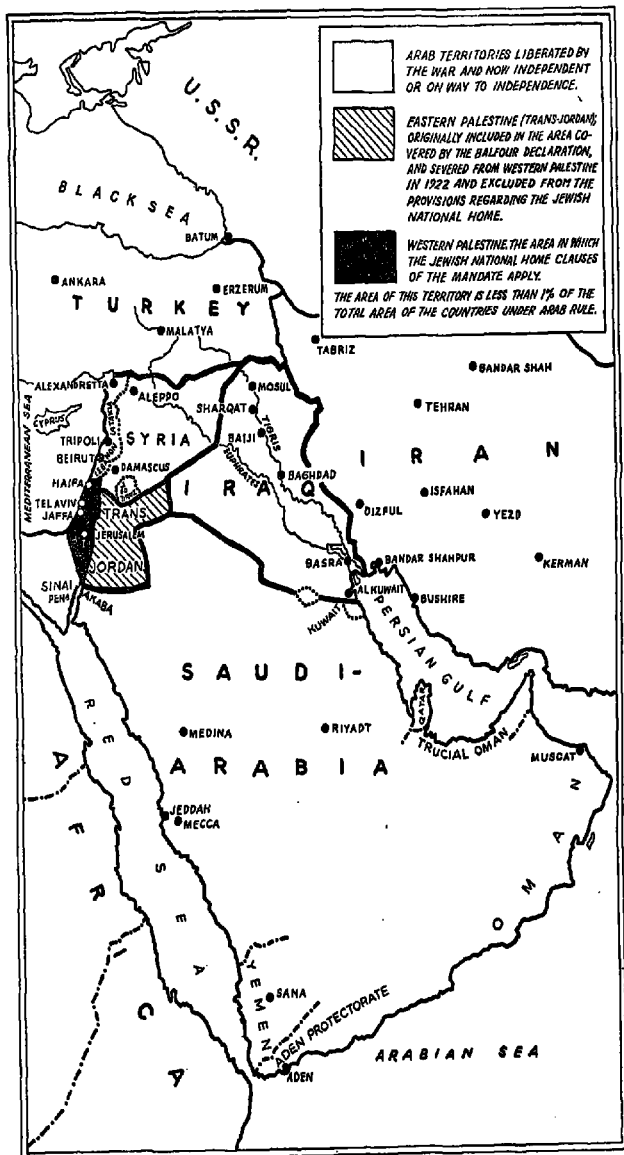 ARAB TERRITORIES LIBERATED BY
THE WAR AND NOW INDEPENDENT
OR ON WAY TO INDEPENDENCE.
EASTERN PALESTINE (TRANS-JORDAN),
ORIGINALLY INCLUDED IN THE AREA CO-
VERED BY THE BALFOUR DECLARATION,
AND SEVERED FROM WESTERN PALESTINE
IN 1922 AND EXCLUDED FROM THE
PROVISIONS REGARDING THE JEWISH
NATIONAL HOME.
WESTERN PALESTINE. THE AREA IN WHICH
THE JEWISH NATIONAL HOME CLAUSES
OF THE MANDATE APPLY.
THE AREA OF THIS TERRITORY IS LESS THAN 1% OF THE
TOTAL AREA OF THE COUNTRIES UNDER ARAB RULE.
U.S.S.R.
BLACK SEA
BATUM
ANKARA
ERZERUM
TURKEY
MALATYA
TABRIZ
BANDAR SHAH
ALEXANDRETTA
ALEPPO
MOSUL
SHARQAT
TEHRAN
CYPRUS
MEDITERRANEAN SEA
TRIPOLI
SYRIA
BAIJI
TIGRIS
IRAN
BEIRUT
LEBANON
DAMASCUS
EUPHRATES
BAGHDAD
HAIFA
IRAQ
ISFAHAN
DIZFUL
YEZD
TELAVIV
JAFFA
TRANS
JERUSALEM
JORDAN
BASRA
BANDAR SHAHPUR
KERMAN
SINAI
PENA
AKABA
ALKUWAIT
KUWAIT
BUSHIRE
PERSIAN GULF
SAUDI-
QATAR
MEDINA
RIYADT
TRUCIAL OMAN
MUSCAT
ARABIA
RED SEA
JEDDAH
MECCA
OMAN
AFRICA
YEMEN
SANA
ADEN PROTECTORATE
ADEN
ARABIAN SEA